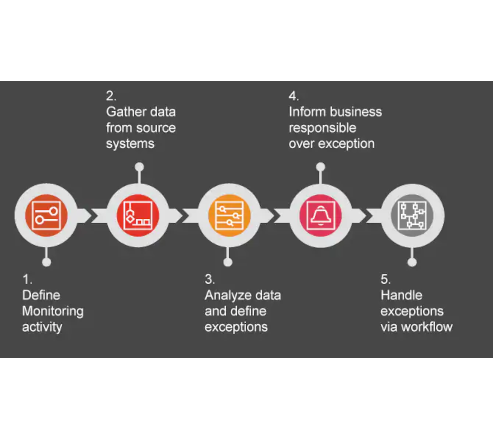 1.
Define
Monitoring
activity
2.
Gather data
from source
systems
3.
Analyze data
and define
exceptions
4.
Inform business
responsible
over exception
5.
Handle
exceptions
via workflow